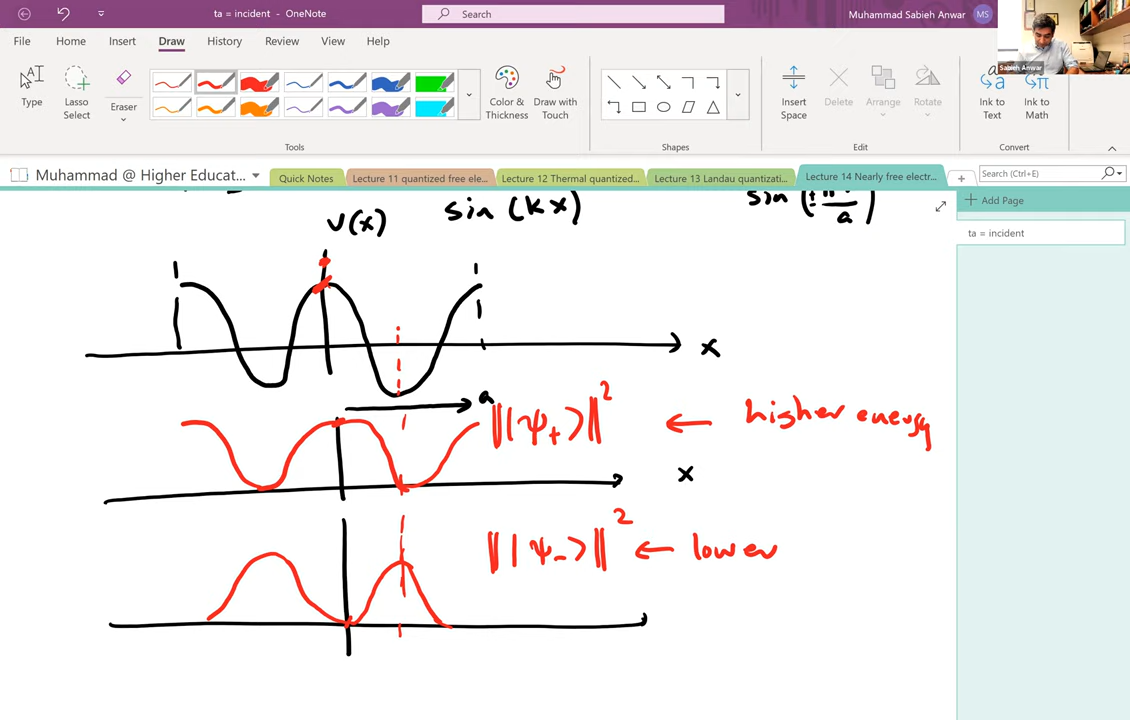 ta = incident - OneNote
Search
Muhammad Sabieh Anwar
MS
File
Home
Insert
Draw
History
Review
View
Help
Sabieh Anwar
Type
Lasso Select
Eraser
Color & Thickness
Draw with Touch
Insert Space
Delete
Arrange
Rotate
Ink to Text
Ink to Math
Tools
Shapes
Edit
Convert
Muhammad @ Higher Educat...
Quick Notes
Lecture 11 quantized free ele...
Lecture 12 Thermal quantized...
Lecture 13 Landau quantizati...
Lecture 14 Nearly free electr...
Search (Ctrl+E)
Add Page
ta = incident
sin (kx)
V(x)
x
a
‖|ψ₊⟩‖² ← higher energy
x
‖|ψ₋⟩‖² ← lower